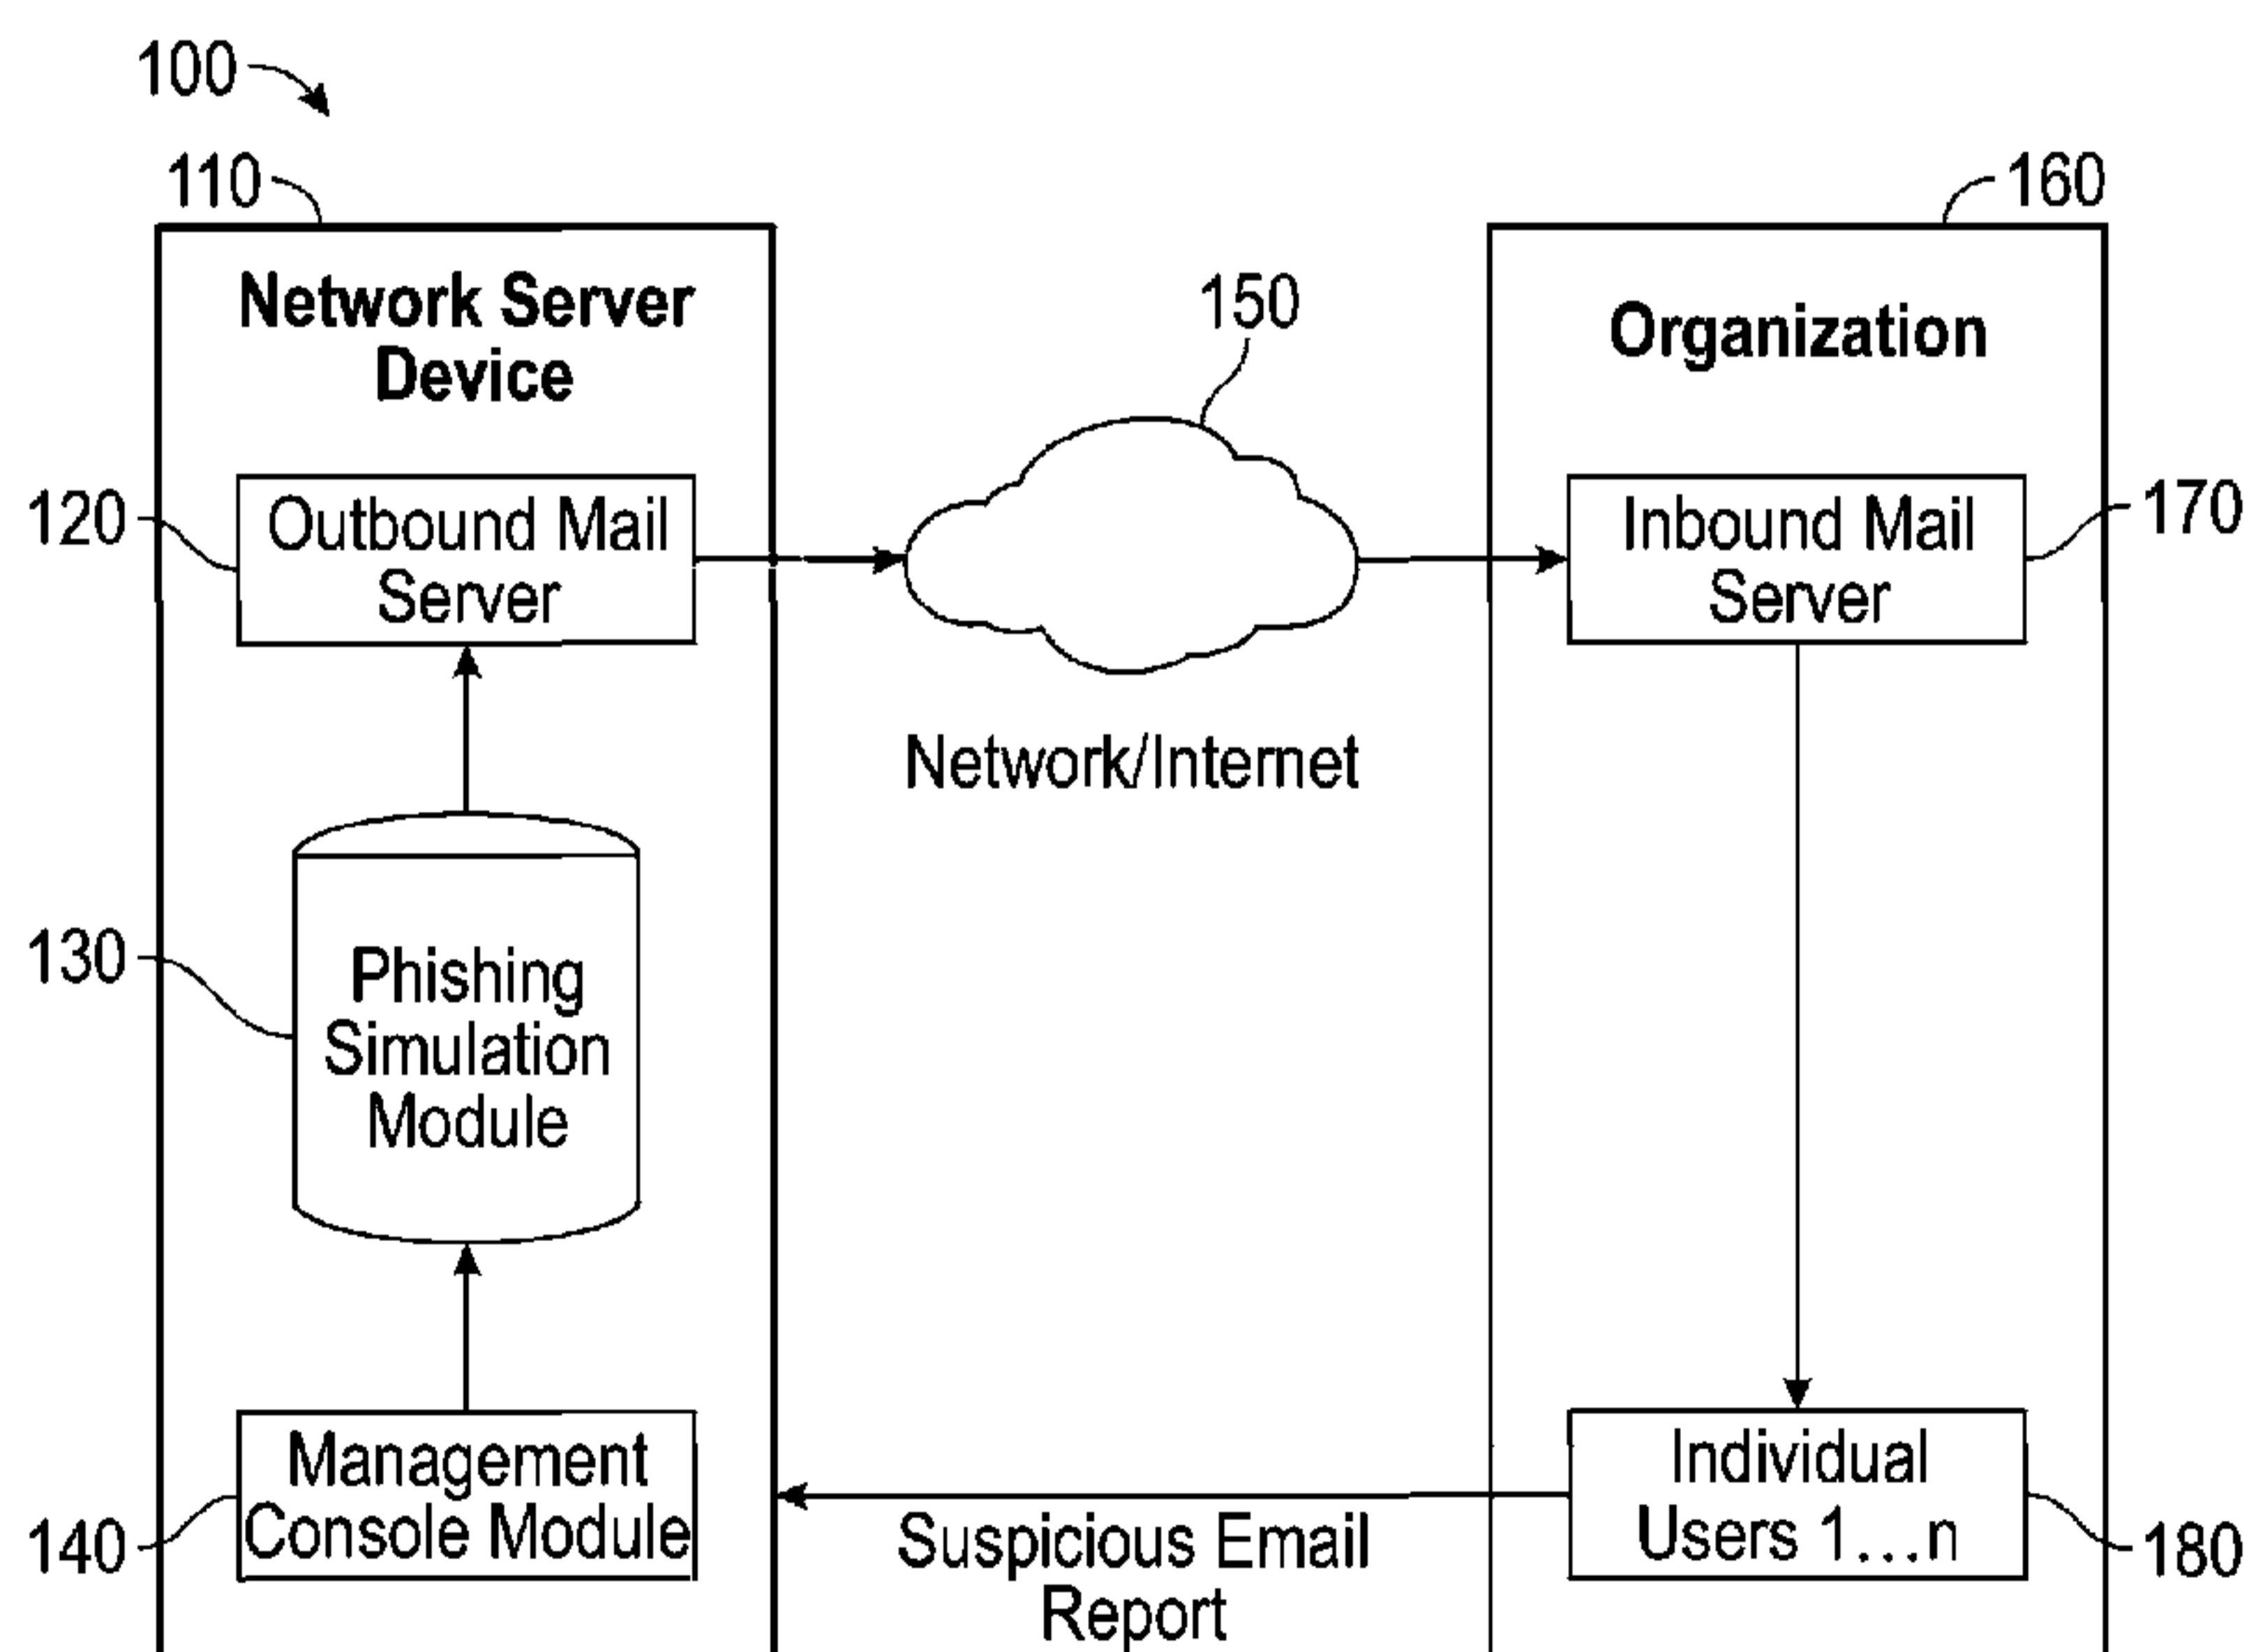 100
110
160
Network Server
Device
150
Organization
120
Outbound Mail
Server
Inbound Mail
Server
170
Network/Internet
130
Phishing
Simulation
Module
140
Management
Console Module
Suspicious Email
Report
Individual
Users 1...n
180